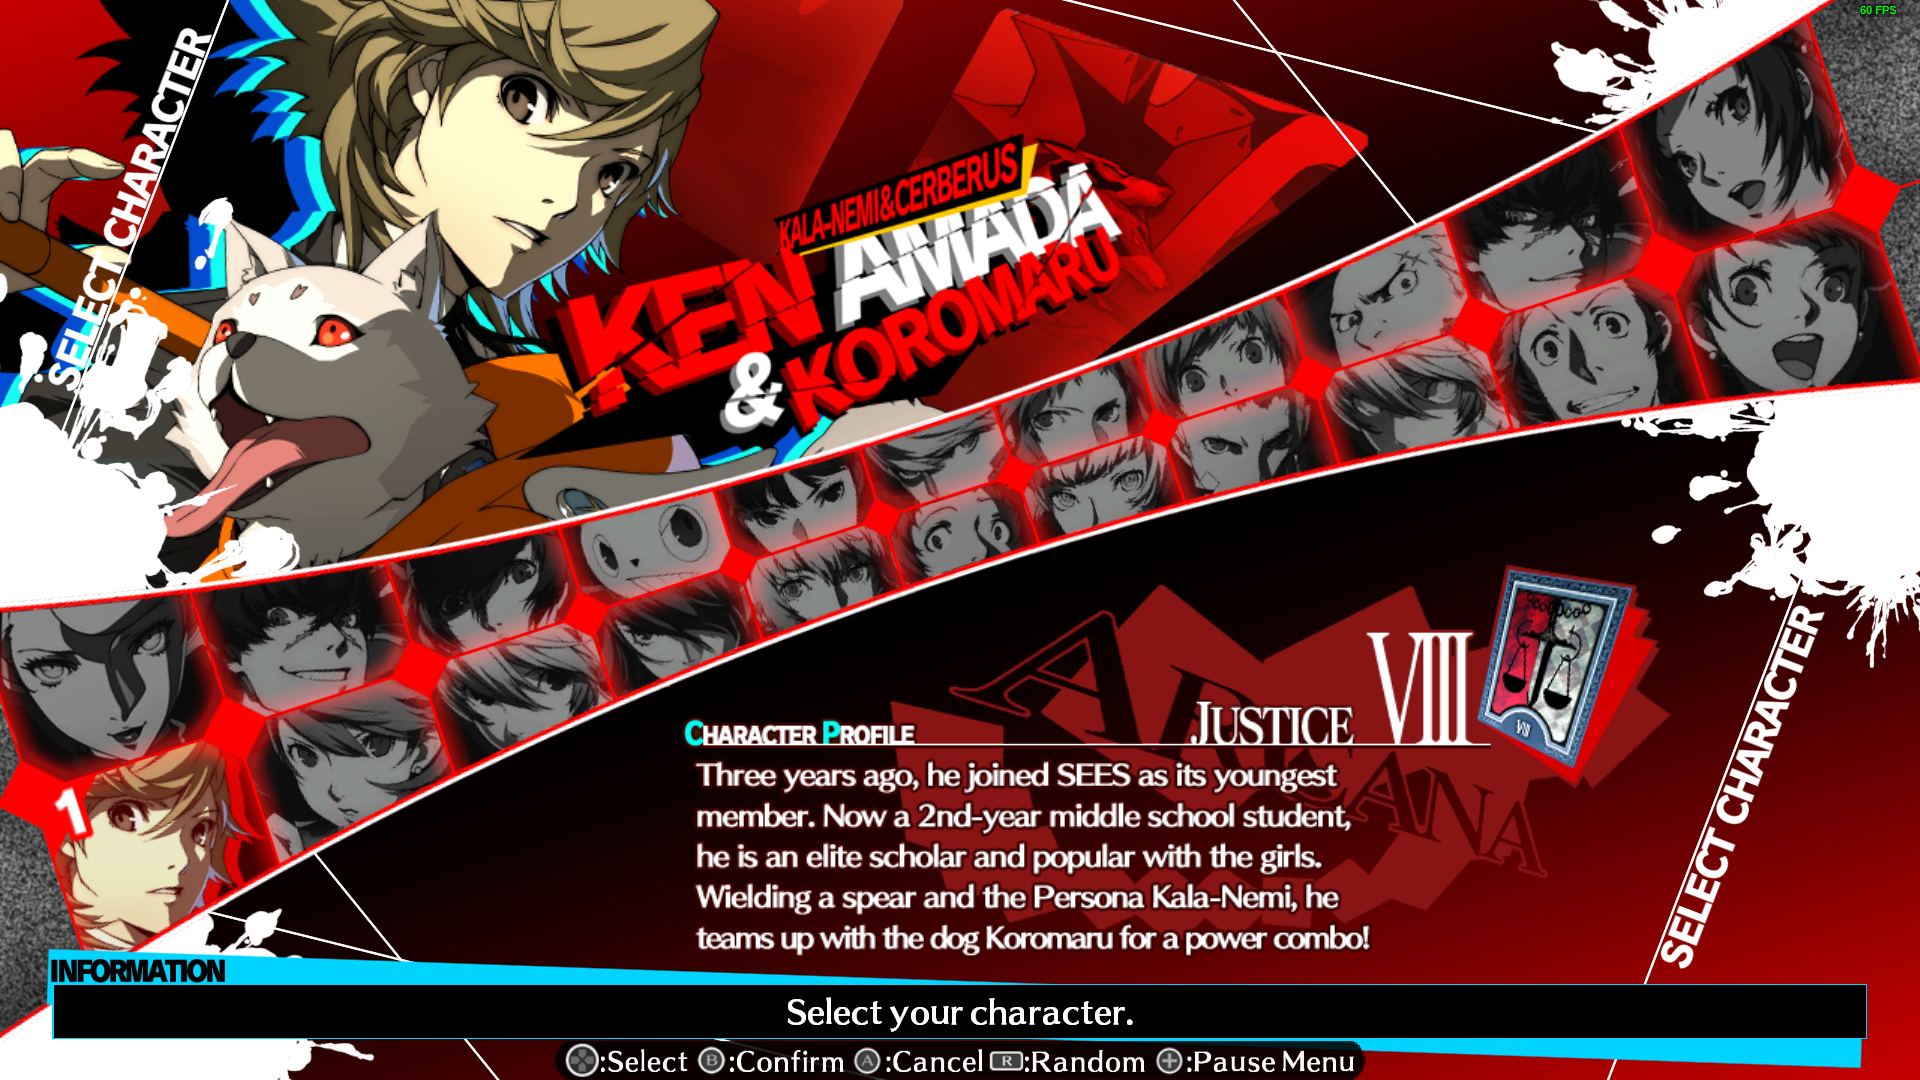 60 FPS
SELECT CHARACTER
KALA-NEMI&CERBERUS
KEN AMADA
& KOROMARU
1
ARCANA
JUSTICE VIII
VIII
CHARACTER PROFILE
Three years ago, he joined SEES as its youngest
member. Now a 2nd-year middle school student,
he is an elite scholar and popular with the girls.
Wielding a spear and the Persona Kala-Nemi, he
teams up with the dog Koromaru for a power combo!
SELECT CHARACTER
INFORMATION
Select your character.
:Select B:Confirm A:Cancel R:Random +:Pause Menu